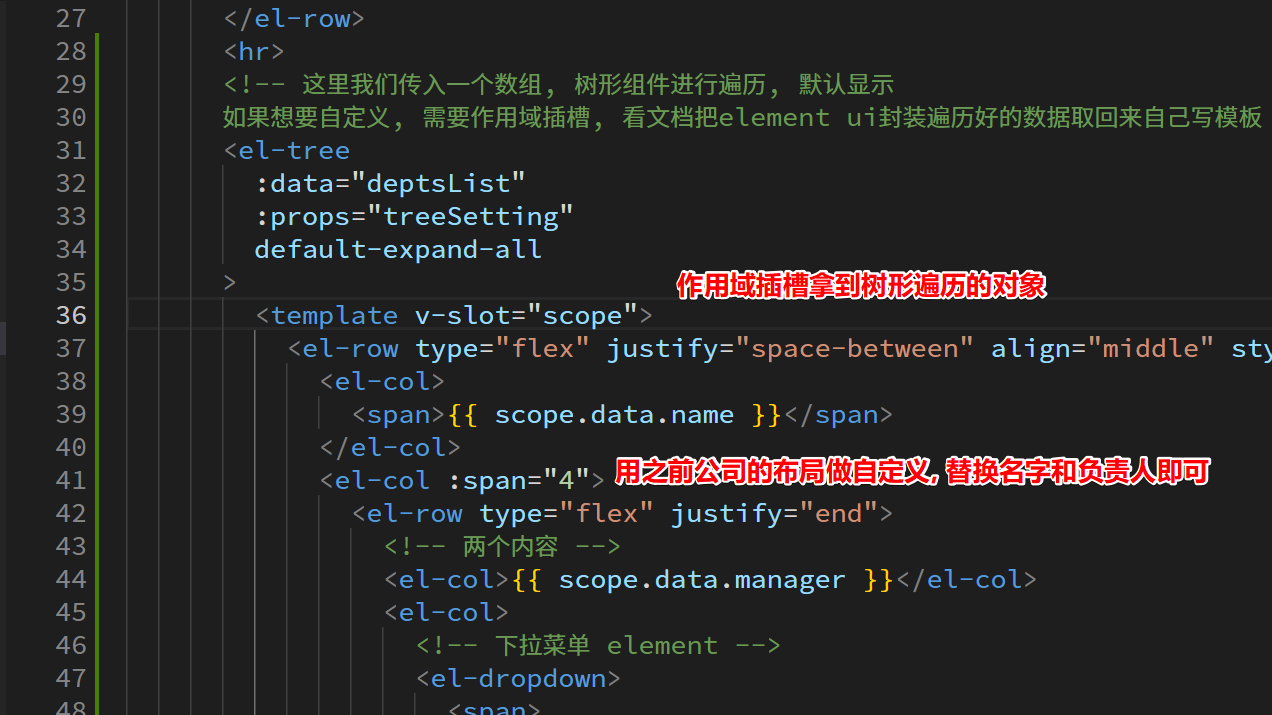 27 </el-row>
28 <hr>
29 <!-- 这里我们传入一个数组, 树形组件进行遍历, 默认显示
30 如果想要自定义, 需要作用域插槽, 看文档把element ui封装遍历好的数据取回来自己写模板
31 <el-tree
32 :data="deptsList"
33 :props="treeSetting"
34 default-expand-all
35 >
作用域插槽拿到树形遍历的对象
36 <template v-slot="scope">
37 <el-row type="flex" justify="space-between" align="middle" sty
38 <el-col>
39 <span>{{ scope.data.name }}</span>
40 </el-col>
41 <el-col :span="4"> 用之前公司的布局做自定义, 替换名字和负责人即可
42 <el-row type="flex" justify="end">
43 <!-- 两个内容 -->
44 <el-col>{{ scope.data.manager }}</el-col>
45 <el-col>
46 <!-- 下拉菜单 element -->
47 <el-dropdown>
48 <span>